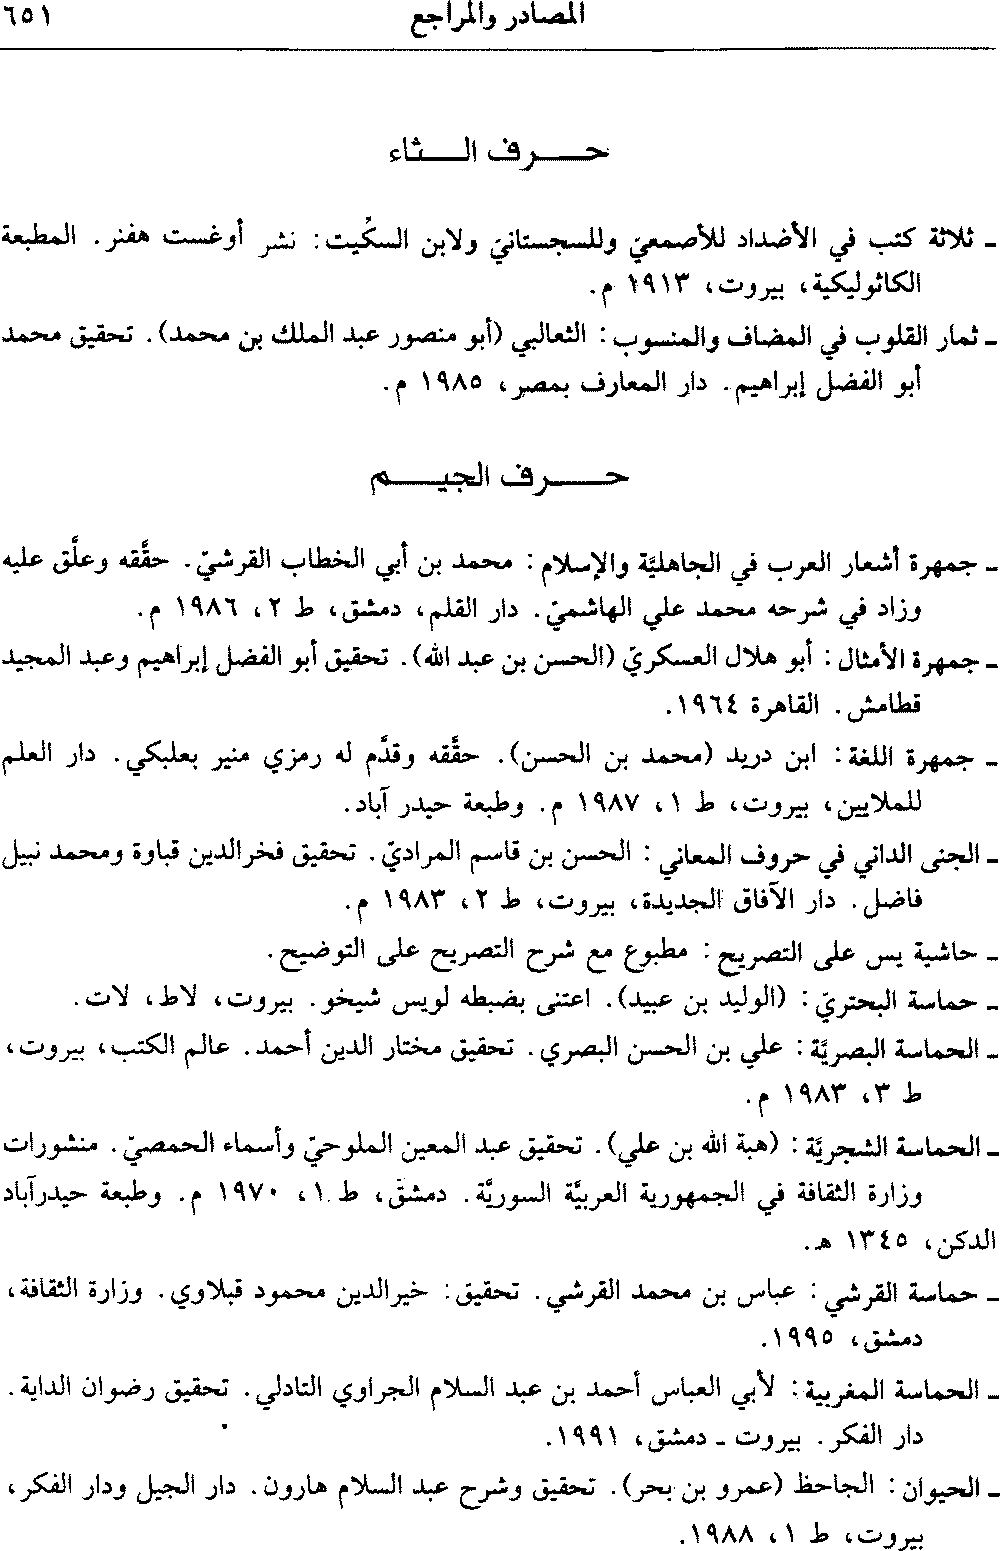 المصادر والمراجع ٦٥١
حـــرف الـــثاء
ـ ثلاثة كتب في الأضداد للأصمعيّ وللسجستانيّ ولابن السكِّيت: نشر أوغست هفنر. المطبعة
الكاثوليكية، بيروت، ١٩١٣ م.
ـ ثمار القلوب في المضاف والمنسوب: الثعالبي (أبو منصور عبد الملك بن محمد). تحقيق محمد
أبو الفضل إبراهيم. دار المعارف بمصر، ١٩٨٥ م.
حـــرف الجيـــم
ـ جمهرة أشعار العرب في الجاهليَّة والإسلام: محمد بن أبي الخطاب القرشيّ. حقَّقه وعلَّق عليه
وزاد في شرحه محمد علي الهاشميّ. دار القلم، دمشق، ط ٢، ١٩٨٦ م.
ـ جمهرة الأمثال: أبو هلال العسكريّ (الحسن بن عبد الله). تحقيق أبو الفضل إبراهيم وعبد المجيد
قطامش. القاهرة ١٩٦٤.
ـ جمهرة اللغة: ابن دريد (محمد بن الحسن). حقَّقه وقدَّم له رمزي منير بعلبكي. دار العلم
للملايين، بيروت، ط ١، ١٩٨٧ م. وطبعة حيدر آباد.
ـ الجنى الداني في حروف المعاني: الحسن بن قاسم المراديّ. تحقيق فخرالدين قباوة ومحمد نبيل
فاضل. دار الآفاق الجديدة، بيروت، ط ٢، ١٩٨٣ م.
ـ حاشية يس على التصريح: مطبوع مع شرح التصريح على التوضيح.
ـ حماسة البحتريّ: (الوليد بن عبيد). اعتنى بضبطه لويس شيخو. بيروت، لاط، لات.
ـ الحماسة البصريَّة: علي بن الحسن البصري. تحقيق مختار الدين أحمد. عالم الكتب، بيروت،
ط ٣، ١٩٨٣ م.
ـ الحماسة الشجريَّة: (هبة الله بن علي). تحقيق عبد المعين الملوحيّ وأسماء الحمصيّ. منشورات
وزارة الثقافة في الجمهورية العربيَّة السوريَّة. دمشق، ط ١، ١٩٧٠ م. وطبعة حيدرآباد
الدكن، ١٣٤٥ هـ.
ـ حماسة القرشي: عباس بن محمد القرشي. تحقيق: خيرالدين محمود قبلاوي. وزارة الثقافة،
دمشق، ١٩٩٥.
ـ الحماسة المغربية: لأبي العباس أحمد بن عبد السلام الجراوي التادلي. تحقيق رضوان الداية.
دار الفكر. بيروت ـ دمشق، ١٩٩١.
ـ الحيوان: الجاحظ (عمرو بن بحر). تحقيق وشرح عبد السلام هارون. دار الجيل ودار الفكر،
بيروت، ط ١، ١٩٨٨.